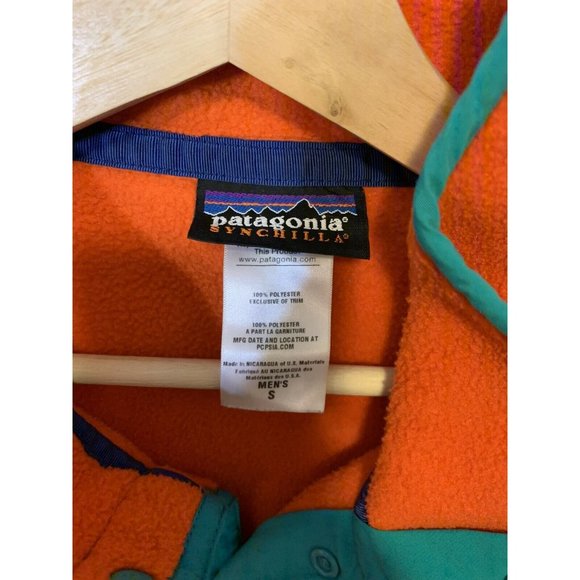 patagonia®
SYNCHILLA®
This Product
www.patagonia.com
100% POLYESTER
EXCLUSIVE OF TRIM
100% POLYESTER
A PART LA GARNITURE
MFG DATE AND LOCATION AT
PCPSIA.COM
Made in NICARAGUA of U.S. Materials
Fabriqué AU NICARAGUA des
Matériaux des U.S.A.
MEN'S
S